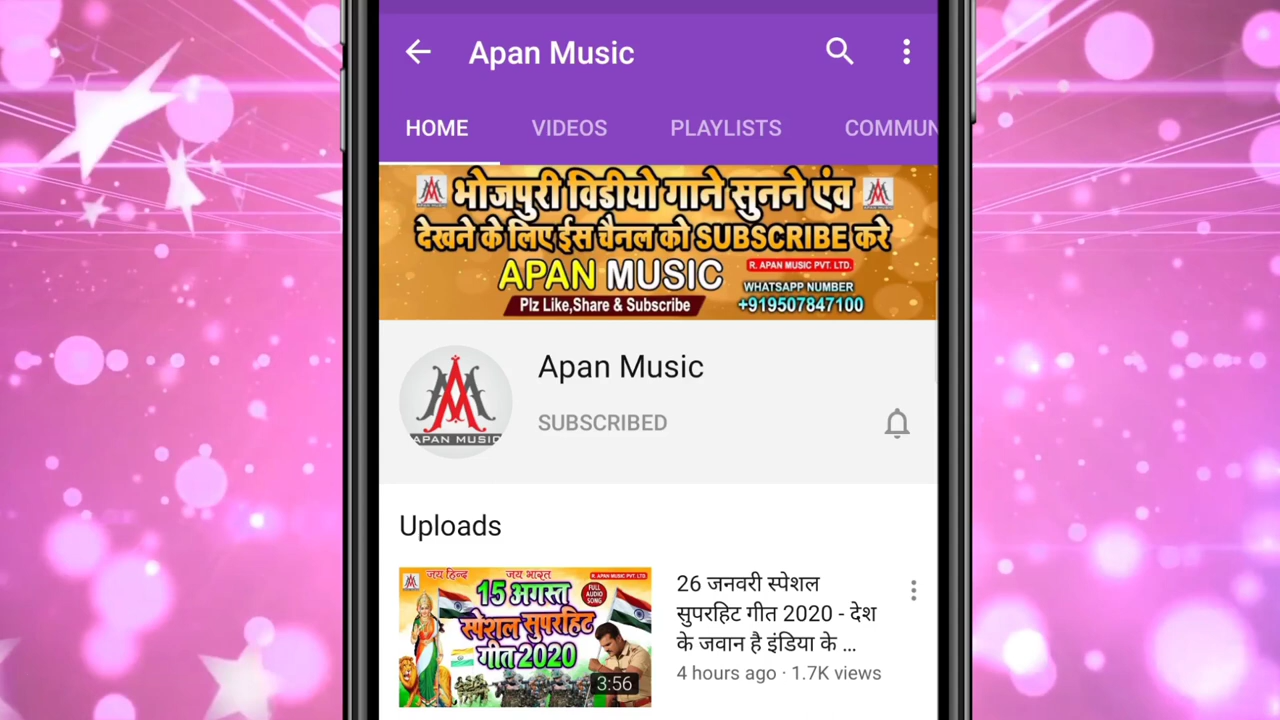 Apan Music
HOME VIDEOS PLAYLISTS COMMUN
भोजपुरी विडीयो गाने सुनने एंव
देखने के लिए ईस चैनल को SUBSCRIBE करे
APAN MUSIC
R. APAN MUSIC PVT. LTD.
Plz Like,Share & Subscribe
WHATSAPP NUMBER
+919507847100
APAN MUSIC
Apan Music
SUBSCRIBED
Uploads
जय हिन्द जय भारत
R. APAN MUSIC PVT. LTD
15 अगस्त
FULL
AUDIO
SONG
स्पेशल सुपरहिट
गीत 2020
3:56
26 जनवरी स्पेशल
सुपरहिट गीत 2020 - देश
के जवान है इंडिया के ...
4 hours ago · 1.7K views